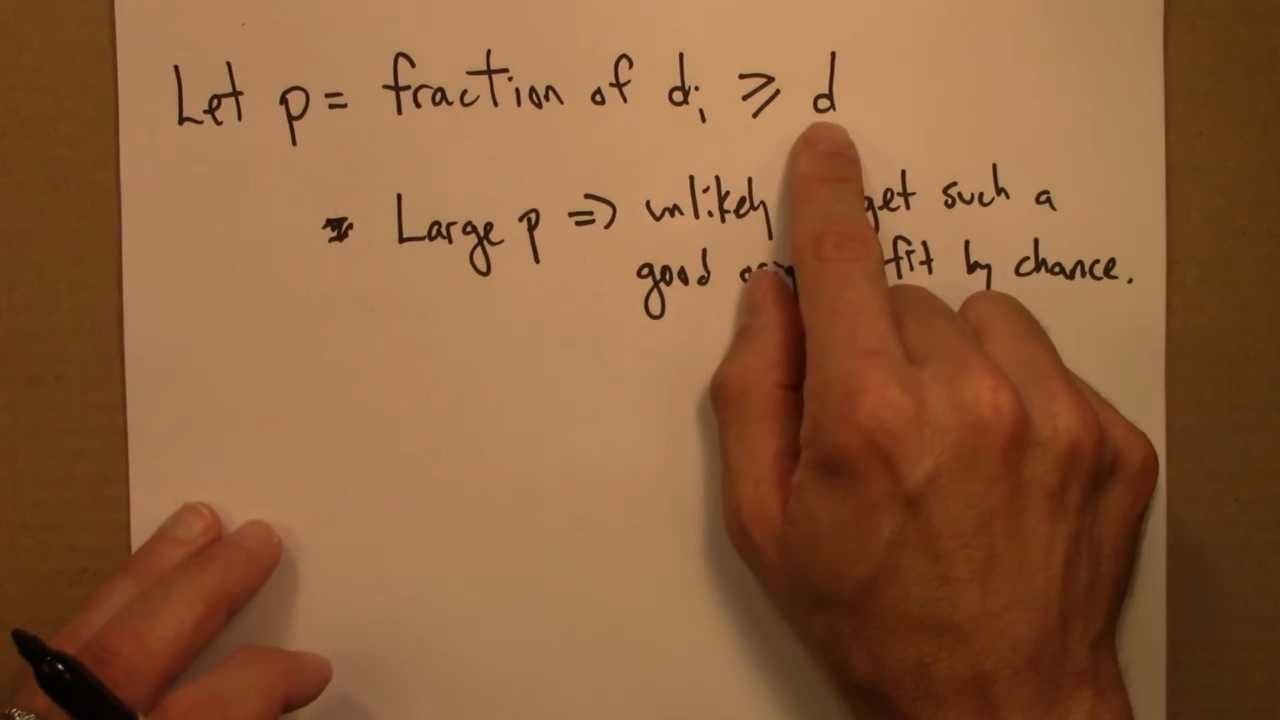 Let p = fraction of di ≥ d
* Large p => unlikely get such a
good fit by chance.